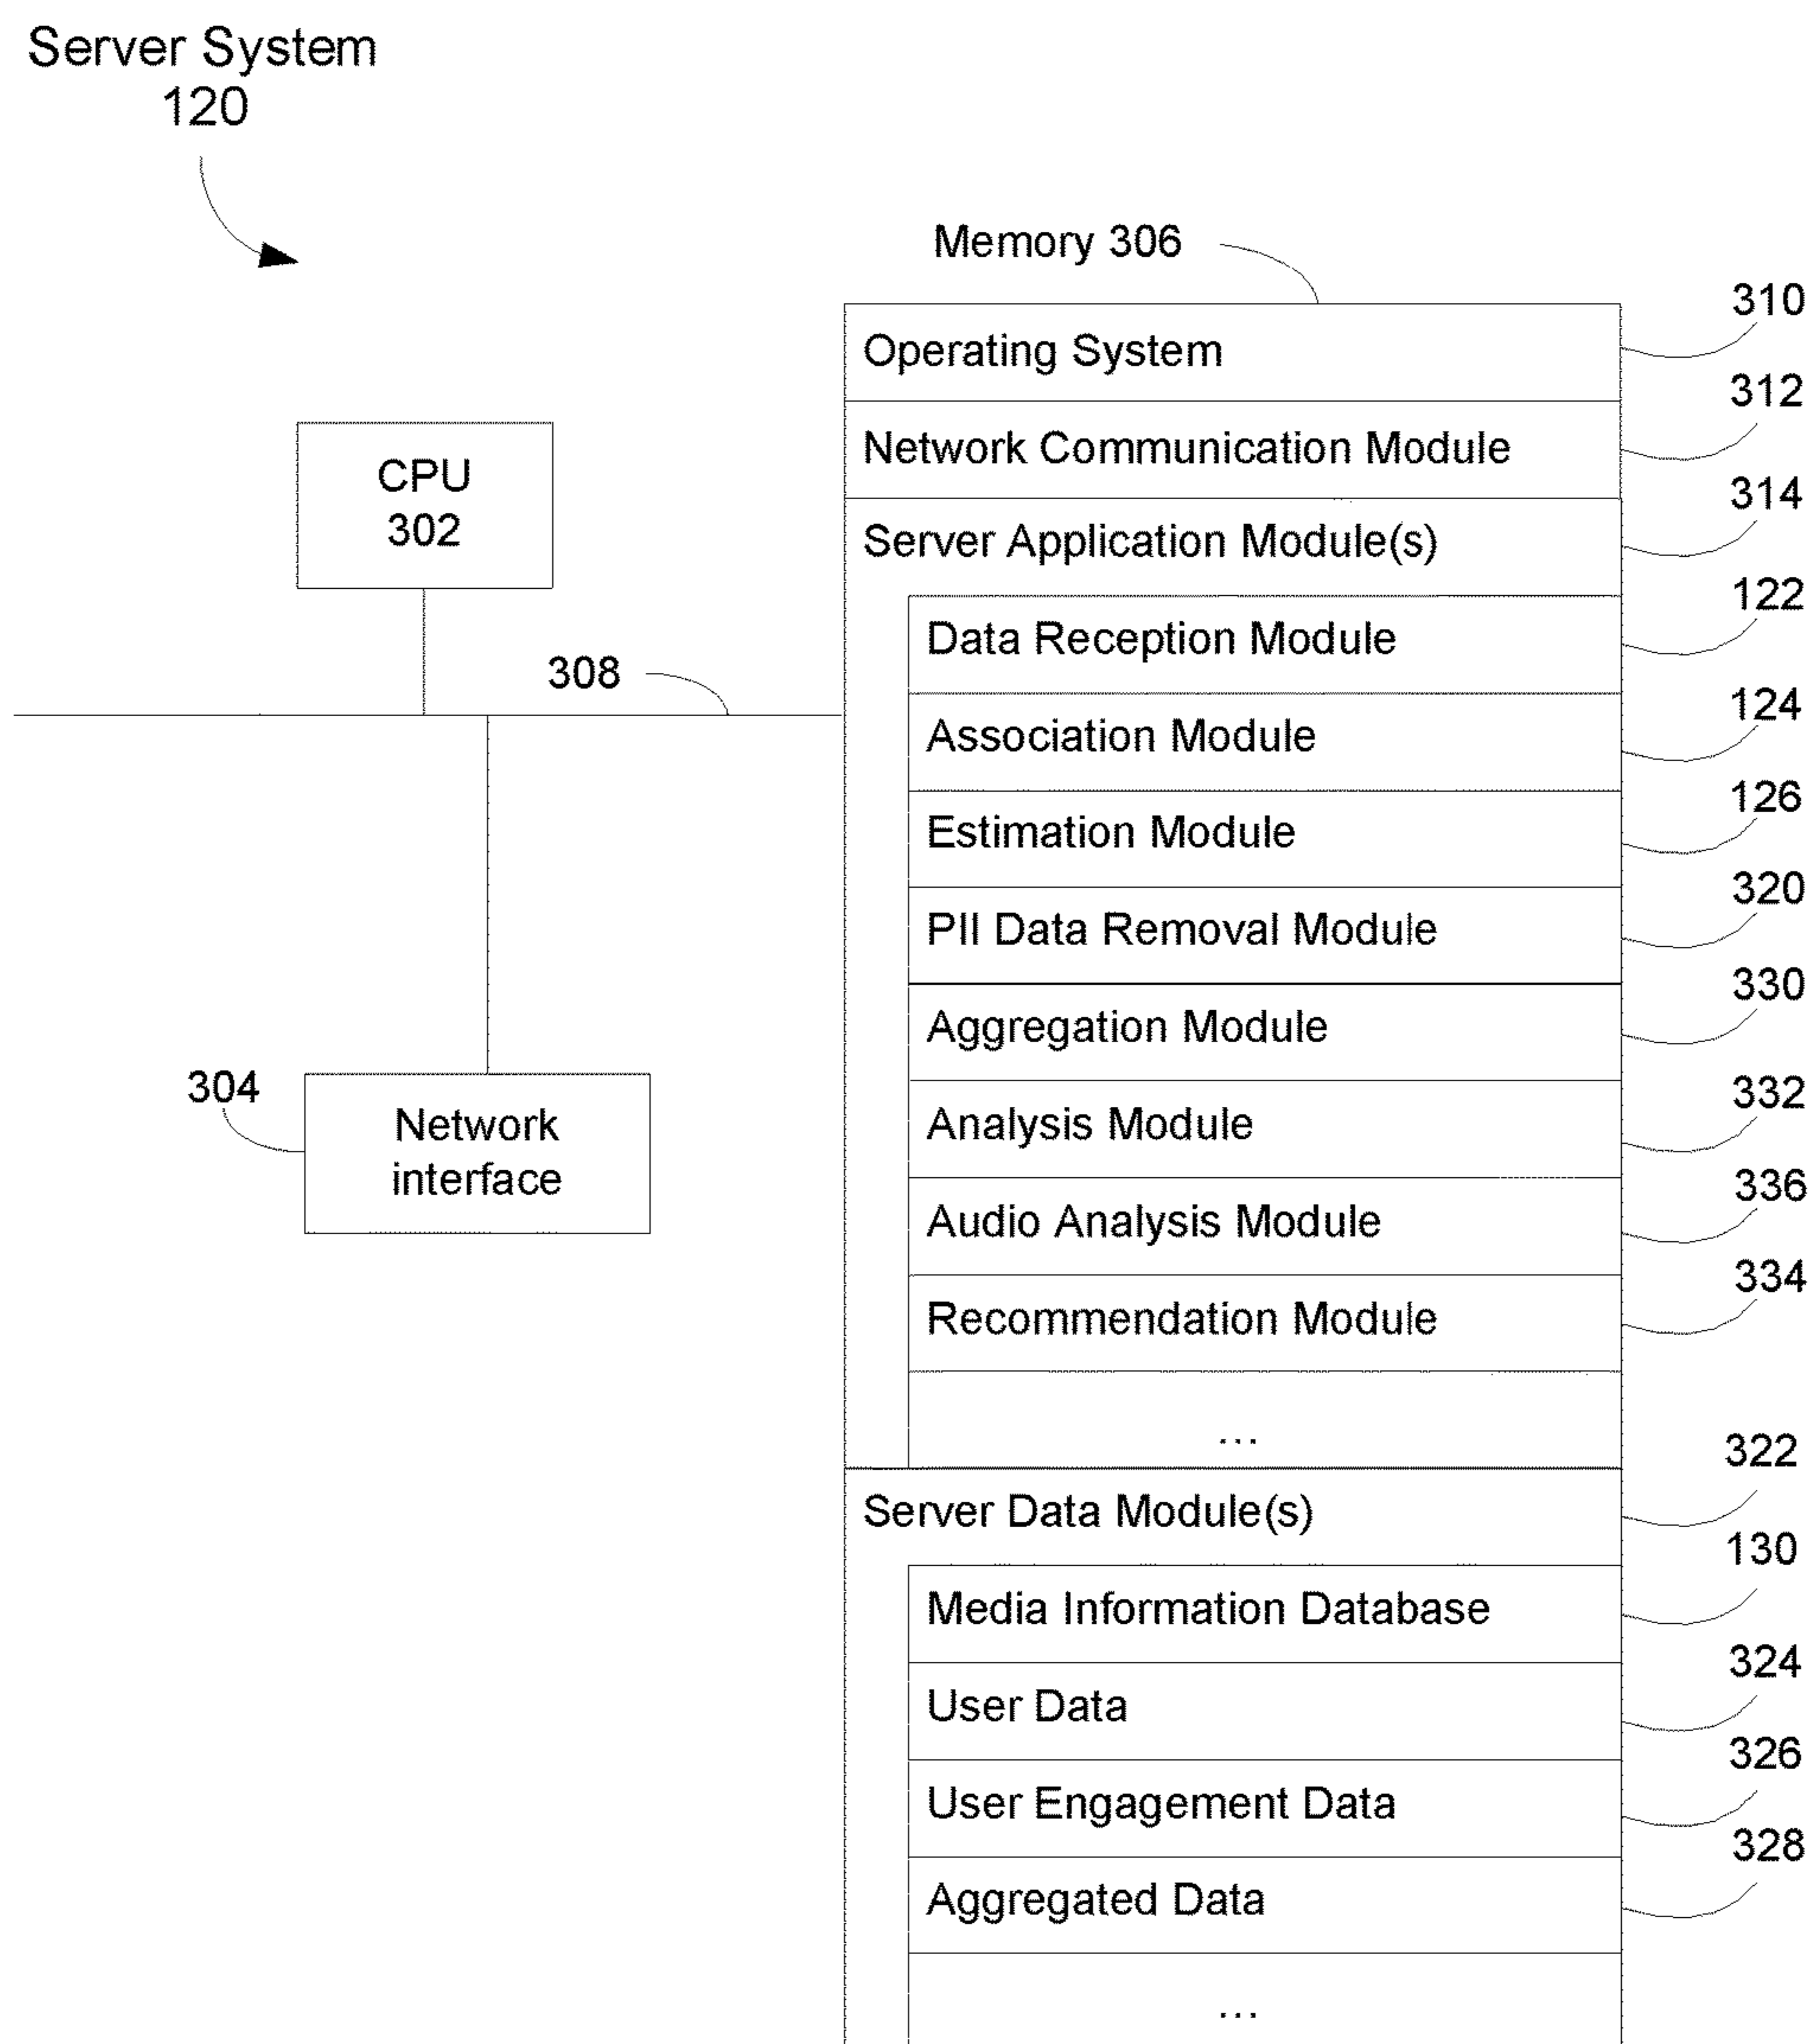 Server System
120
Memory 306
310
Operating System
312
Network Communication Module
CPU
302
314
Server Application Module(s)
122
Data Reception Module
308
124
Association Module
126
Estimation Module
320
PII Data Removal Module
330
Aggregation Module
304
Network
interface
332
Analysis Module
336
Audio Analysis Module
334
Recommendation Module
...
322
Server Data Module(s)
130
Media Information Database
324
User Data
326
User Engagement Data
328
Aggregated Data
...